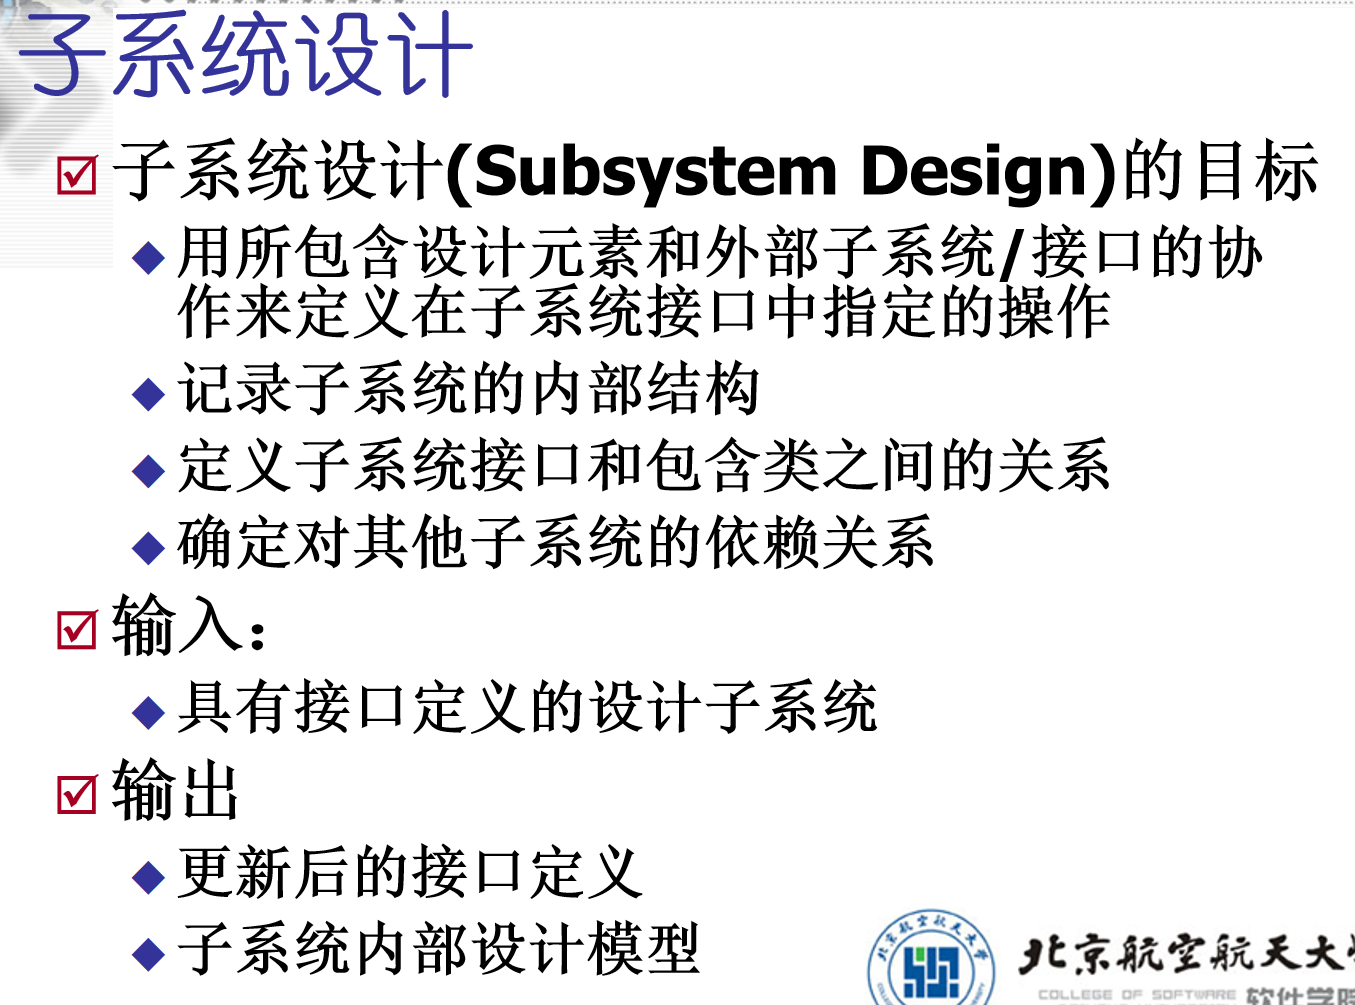 子系统设计
子系统设计(Subsystem Design)的目标
用所包含设计元素和外部子系统/接口的协
作来定义在子系统接口中指定的操作
记录子系统的内部结构
定义子系统接口和包含类之间的关系
确定对其他子系统的依赖关系
输入：
具有接口定义的设计子系统
输出
更新后的接口定义
子系统内部设计模型
北京航空航天大学
COLLEGE OF SOFTWARE 软件学院